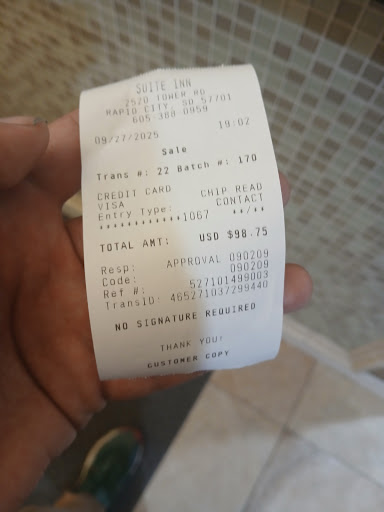 SUITE INN
2520 TOWER RD
RAPID CITY, SD 57701
605-388-0959
09/27/2025 19:02
Sale
Trans #: 22 Batch #: 170
CREDIT CARD CHIP READ
VISA CONTACT
Entry Type:
************1067 **/**
TOTAL AMT: USD $98.75
Resp: APPROVAL 090209
Code: 090209
Ref #: 527101499003
TransID: 465271037299440
NO SIGNATURE REQUIRED
THANK YOU!
CUSTOMER COPY